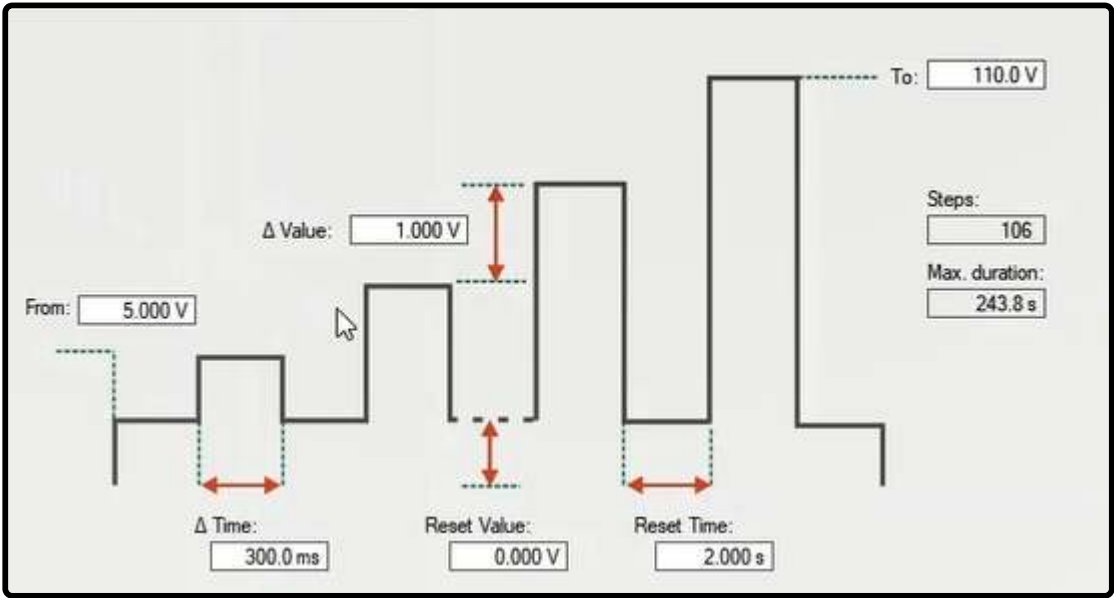 To: 110.0 V
Steps:
106
Δ Value: 1.000 V
Max. duration:
243.8 s
From: 5.000 V
Δ Time:
300.0 ms
Reset Value:
0.000 V
Reset Time:
2.000 s